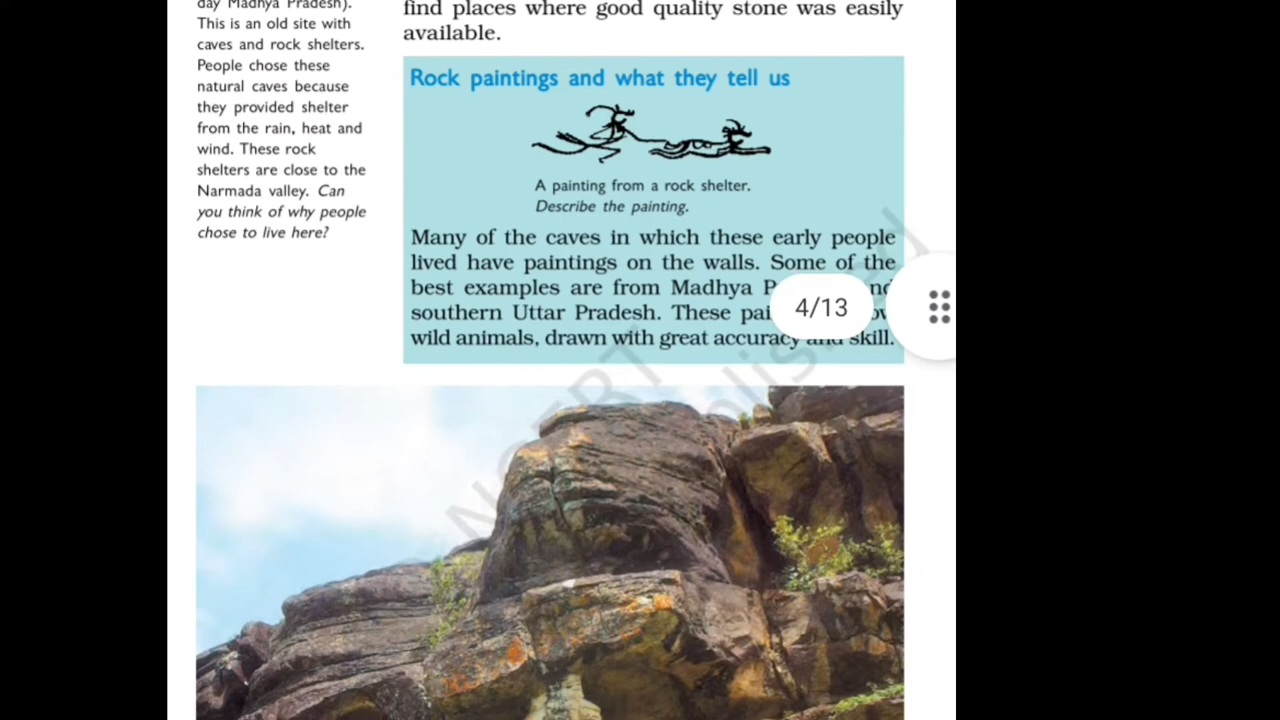 day Madhya Pradesh).
This is an old site with
caves and rock shelters.
People chose these
natural caves because
they provided shelter
from the rain, heat and
wind. These rock
shelters are close to the
Narmada valley. Can
you think of why people
chose to live here?
find places where good quality stone was easily
available.
Rock paintings and what they tell us
A painting from a rock shelter.
Describe the painting.
Many of the caves in which these early people
lived have paintings on the walls. Some of the
best examples are from Madhya
southern Uttar Pradesh. These
wild animals, drawn with great accuracy and skill.
4/13
NCERT